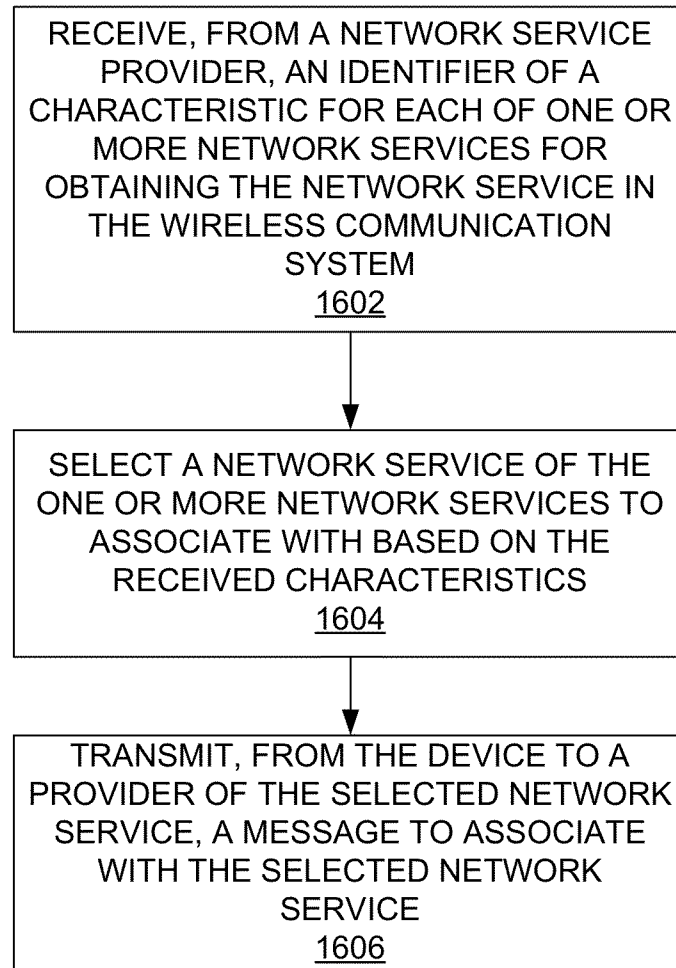 RECEIVE, FROM A NETWORK SERVICE
PROVIDER, AN IDENTIFIER OF A
CHARACTERISTIC FOR EACH OF ONE OR
MORE NETWORK SERVICES FOR
OBTAINING THE NETWORK SERVICE IN
THE WIRELESS COMMUNICATION
SYSTEM
1602
SELECT A NETWORK SERVICE OF THE
ONE OR MORE NETWORK SERVICES TO
ASSOCIATE WITH BASED ON THE
RECEIVED CHARACTERISTICS
1604
TRANSMIT, FROM THE DEVICE TO A
PROVIDER OF THE SELECTED NETWORK
SERVICE, A MESSAGE TO ASSOCIATE
WITH THE SELECTED NETWORK
SERVICE
1606